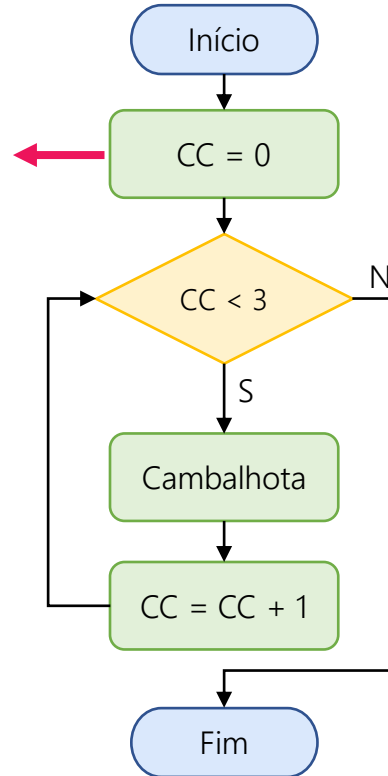 Início
CC = 0
CC < 3
N
S
Cambalhota
CC = CC + 1
Fim